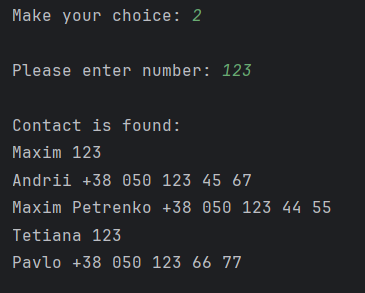 Make your choice: 2
Please enter number: 123
Contact is found:
Maxim 123
Andrii +38 050 123 45 67
Maxim Petrenko +38 050 123 44 55
Tetiana 123
Pavlo +38 050 123 66 77